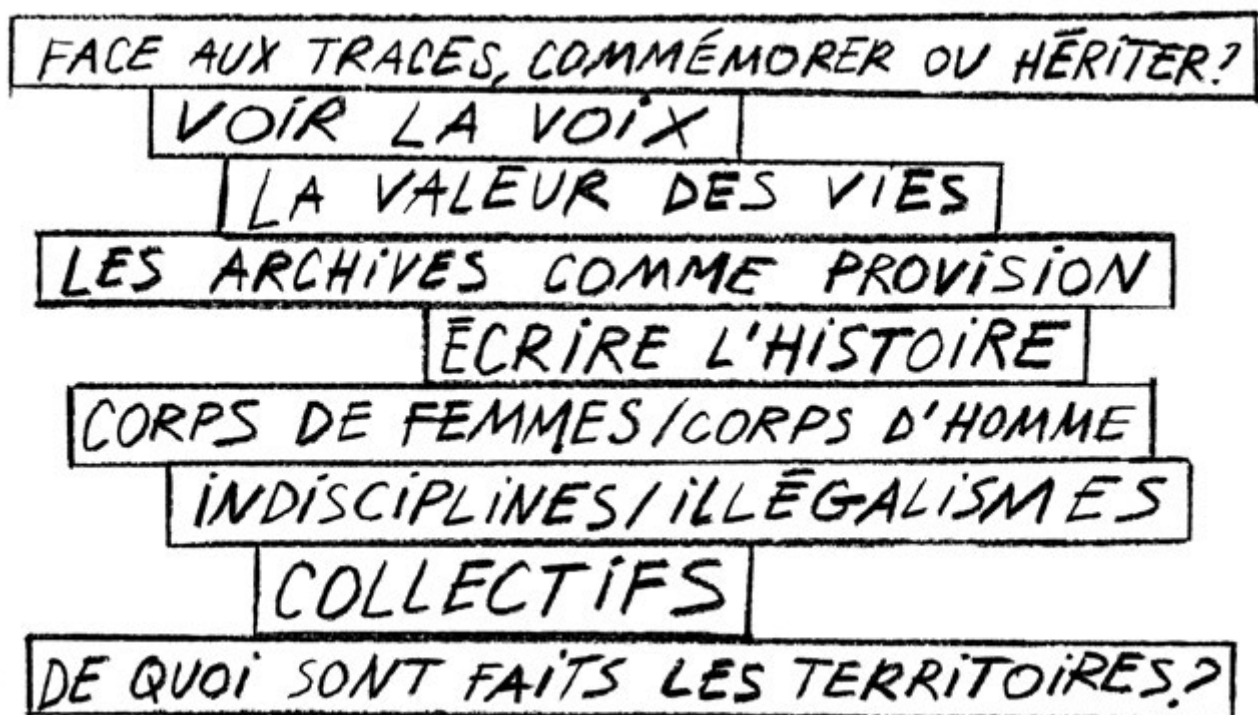 FACE AUX TRACES, COMMÉMORER OU HÉRITER?
VOIR LA VOIX
LA VALEUR DES VIES
LES ARCHIVES COMME PROVISION
ÉCRIRE L'HISTOIRE
CORPS DE FEMMES/CORPS D'HOMME
INDISCIPLINES/ILLÉGALISMES
COLLECTIFS
DE QUOI SONT FAITS LES TERRITOIRES?